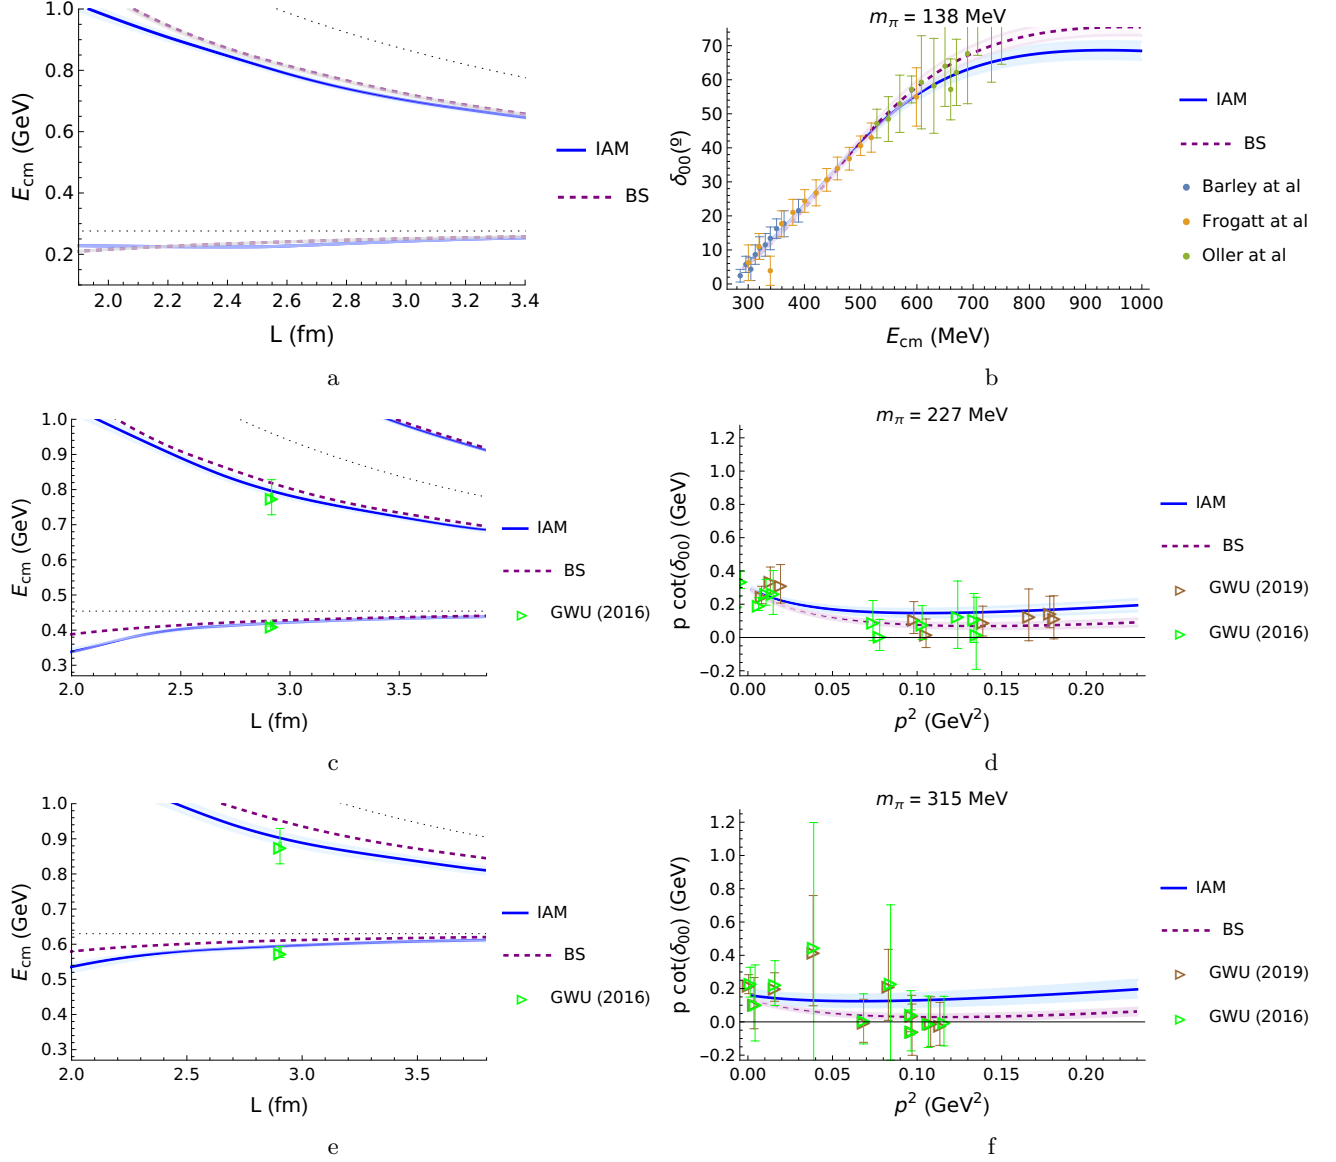 1.0
0.8
0.6
0.4
0.2
E_cm (GeV)
2.0 2.2 2.4 2.6 2.8 3.0 3.2 3.4
L (fm)
IAM
BS
a
m_π = 138 MeV
70
60
50
40
30
20
10
0
δ_00(º)
300 400 500 600 700 800 900 1000
E_cm (MeV)
IAM
BS
Barley at al
Frogatt at al
Oller at al
b
1.0
0.9
0.8
0.7
0.6
0.5
0.4
0.3
E_cm (GeV)
2.0 2.5 3.0 3.5
L (fm)
IAM
BS
GWU (2016)
c
m_π = 227 MeV
1.2
1.0
0.8
0.6
0.4
0.2
0.0
−0.2
p cot(δ_00) (GeV)
0.00 0.05 0.10 0.15 0.20
p² (GeV²)
IAM
BS
GWU (2019)
GWU (2016)
d
1.0
0.9
0.8
0.7
0.6
0.5
0.4
0.3
E_cm (GeV)
2.0 2.5 3.0 3.5
L (fm)
IAM
BS
GWU (2016)
e
m_π = 315 MeV
1.2
1.0
0.8
0.6
0.4
0.2
0.0
−0.2
p cot(δ_00) (GeV)
0.00 0.05 0.10 0.15 0.20
p² (GeV²)
IAM
BS
GWU (2019)
GWU (2016)
f